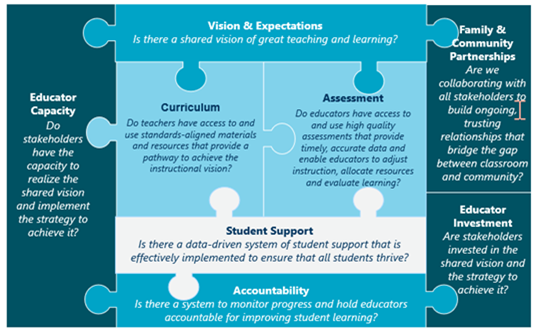 Vision & Expectations
Is there a shared vision of great teaching and learning?
Educator
Capacity
Do
stakeholders
have the
capacity to
realize the
shared vision
and implement
the strategy to
achieve it?
Curriculum
Do teachers have access to and
use standards-aligned materials
and resources that provide a
pathway to achieve the
instructional vision?
Assessment
Do educators have access to
and use high quality
assessments that provide
timely, accurate data and
enable educators to adjust
instruction, allocate resources
and evaluate learning?
Family &
Community
Partnerships
Are we
collaborating with
all stakeholders to
build ongoing,
trusting
relationships that
bridge the gap
between classroom
and community?
Student Support
Is there a data-driven system of student support that is
effectively implemented to ensure that all students thrive?
Educator
Investment
Are stakeholders
invested in the
shared vision and
the strategy to
achieve it?
Accountability
Is there a system to monitor progress and hold educators
accountable for improving student learning?